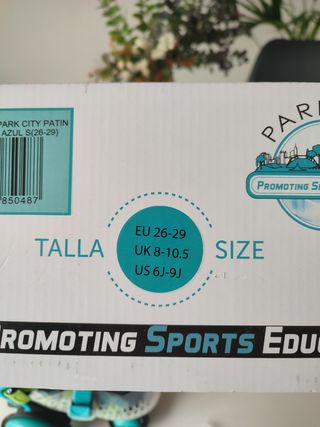 PARK CITY PATIN
AZUL S(26-29)
850487
PARK
PROMOTING S
TALLA
EU 26-29
UK 8-10.5
US 6J-9J
SIZE
PROMOTING SPORTS EDUC